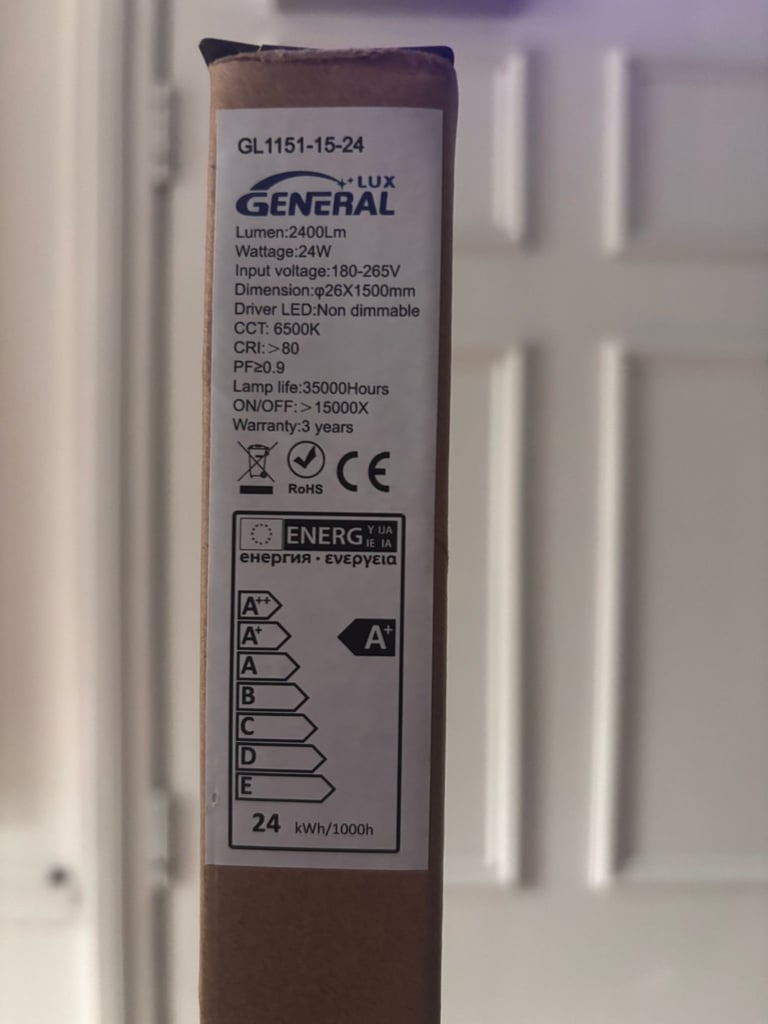 GL1151-15-24
LUX
GENERAL
Lumen:2400Lm
Wattage:24W
Input voltage:180-265V
Dimension:φ26X1500mm
Driver LED:Non dimmable
CCT: 6500K
CRI:>80
PF≥0.9
Lamp life:35000Hours
ON/OFF:>15000X
Warranty:3 years
RoHS CE
ENERG Y UA
IE IA
енергия · ενεργεια
A++
A+ A+
A
B
C
D
E
24 kWh/1000h